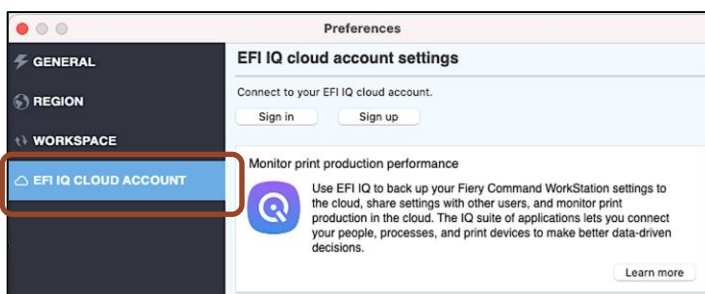 Preferences
GENERAL
REGION
WORKSPACE
EFI IQ CLOUD ACCOUNT
EFI IQ cloud account settings
Connect to your EFI IQ cloud account.
Sign in
Sign up
Monitor print production performance
Use EFI IQ to back up your Fiery Command WorkStation settings to
the cloud, share settings with other users, and monitor print
production in the cloud. The IQ suite of applications lets you connect
your people, processes, and print devices to make better data-driven
decisions.
Learn more